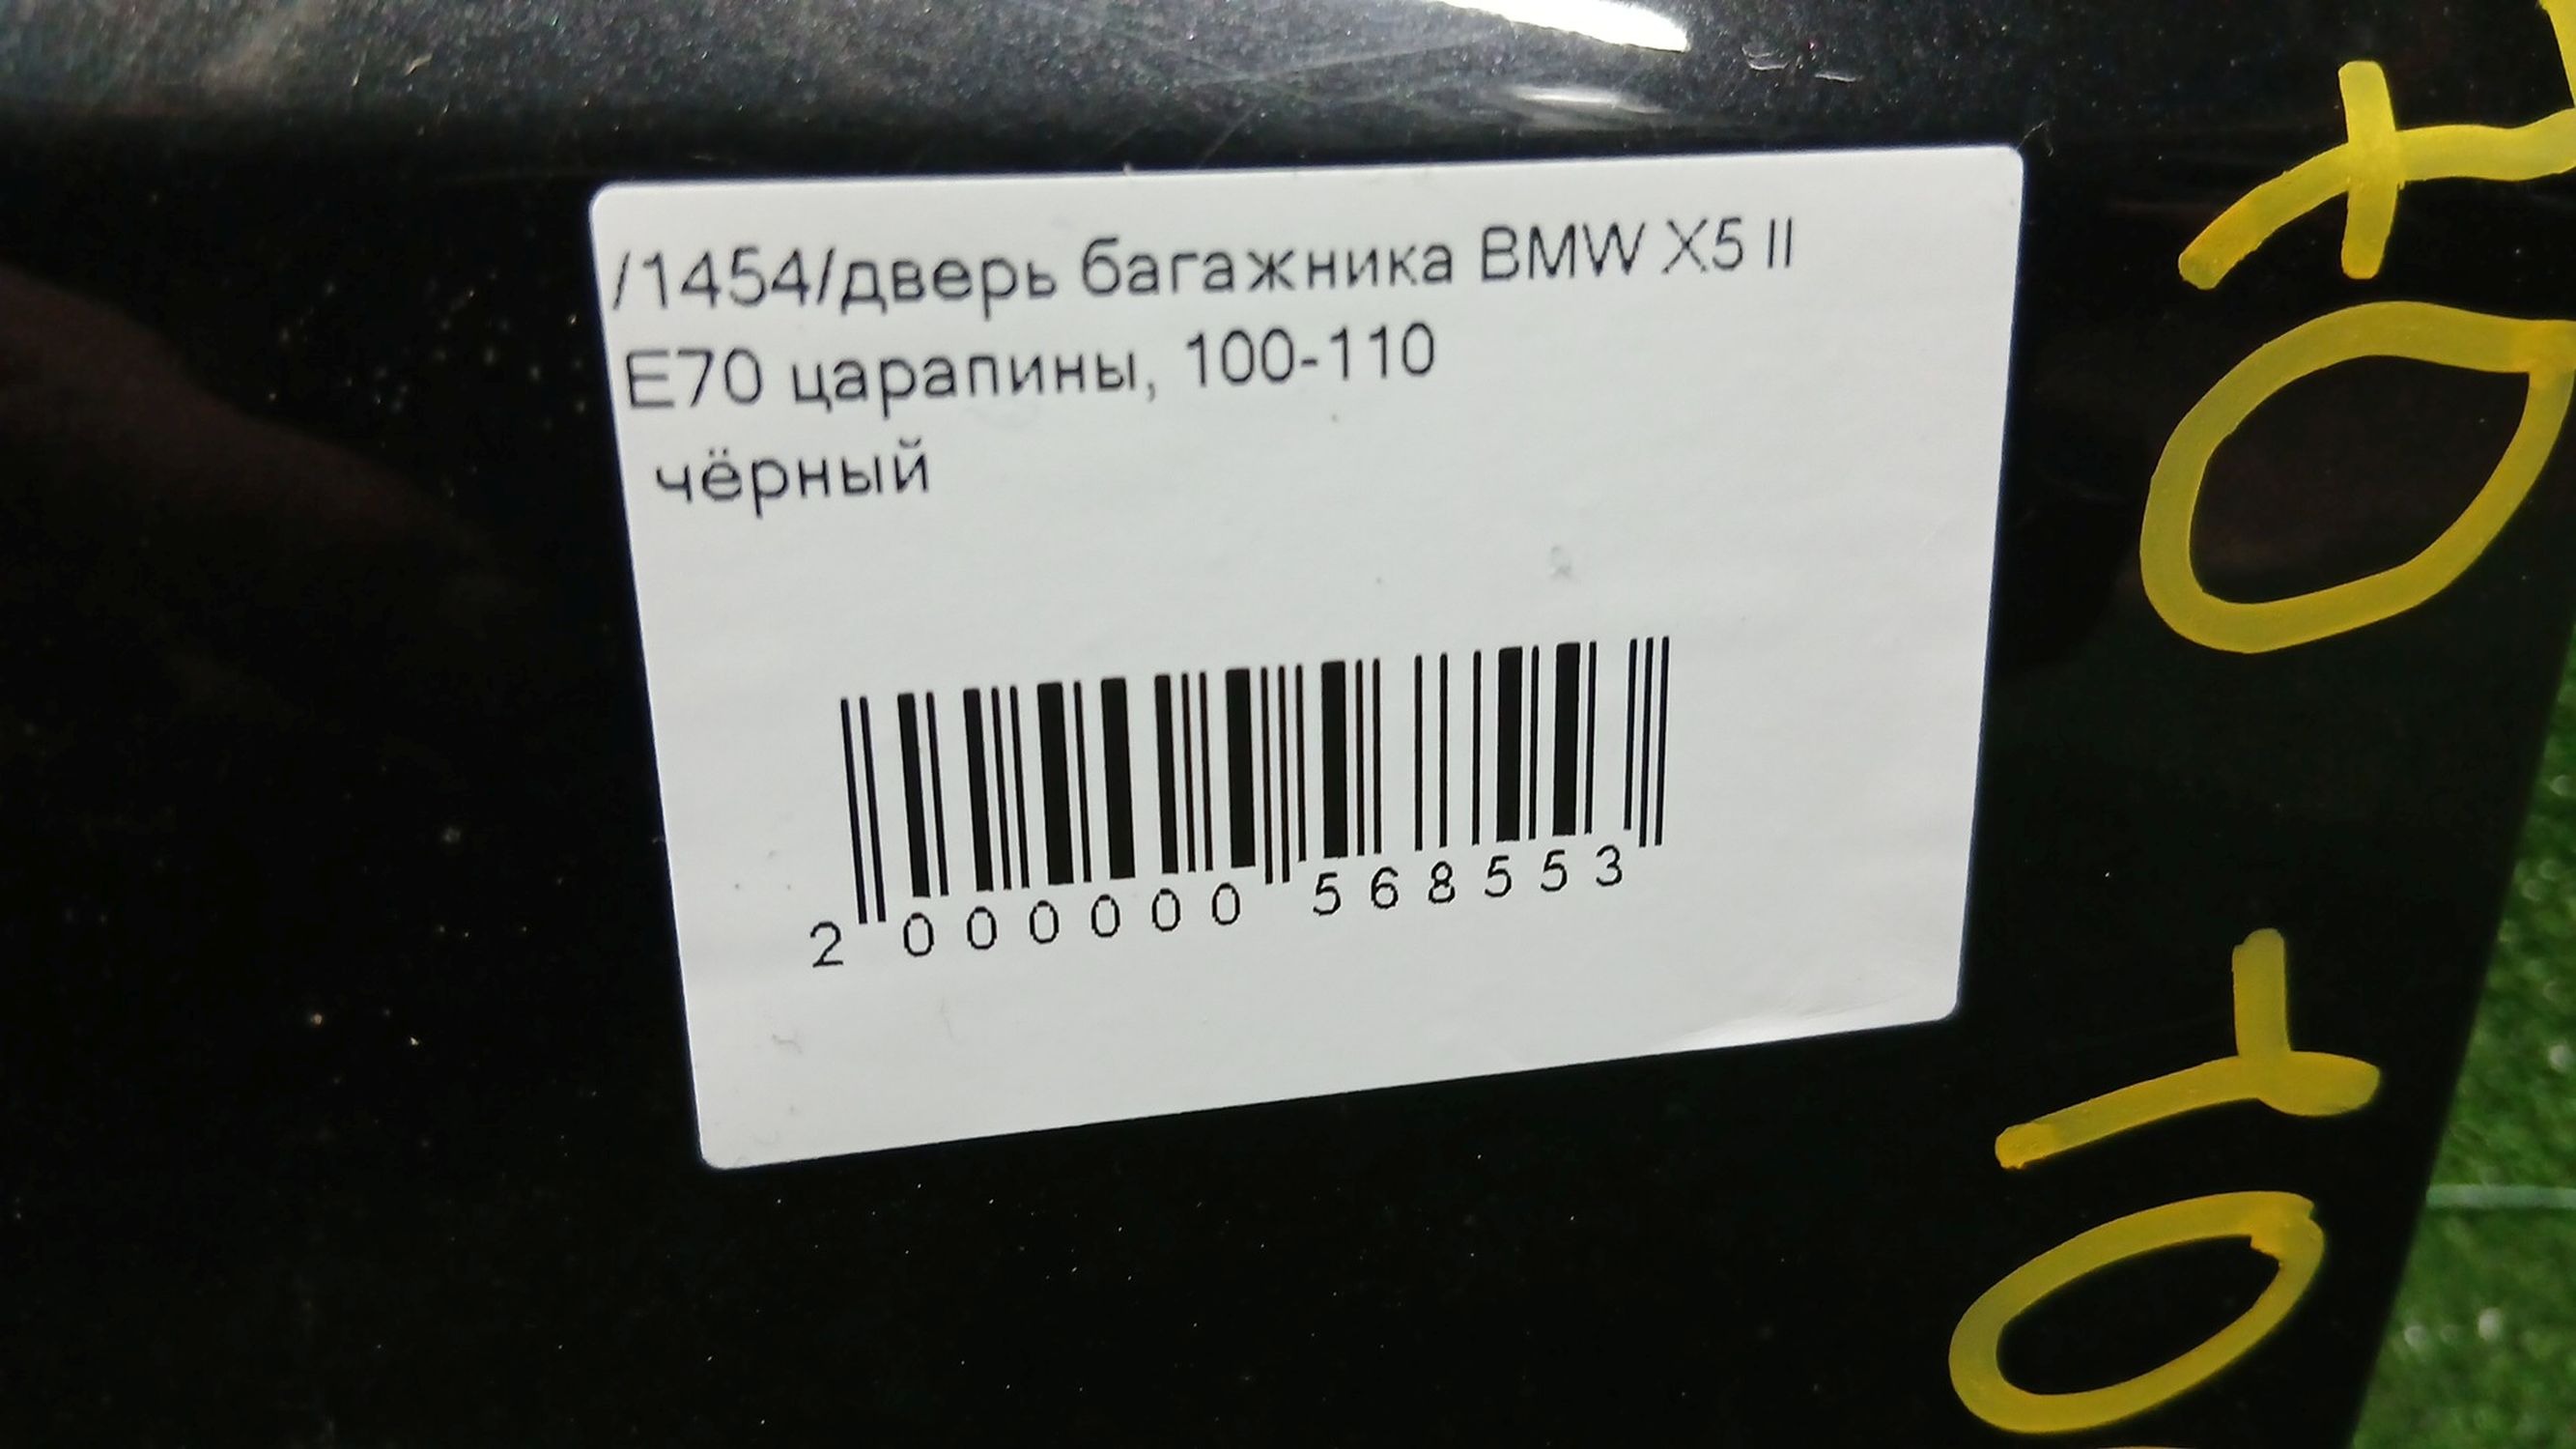 /1454/дверь багажника BMW X5 II
E70 царапины, 100-110
чёрный
2 000000 568553